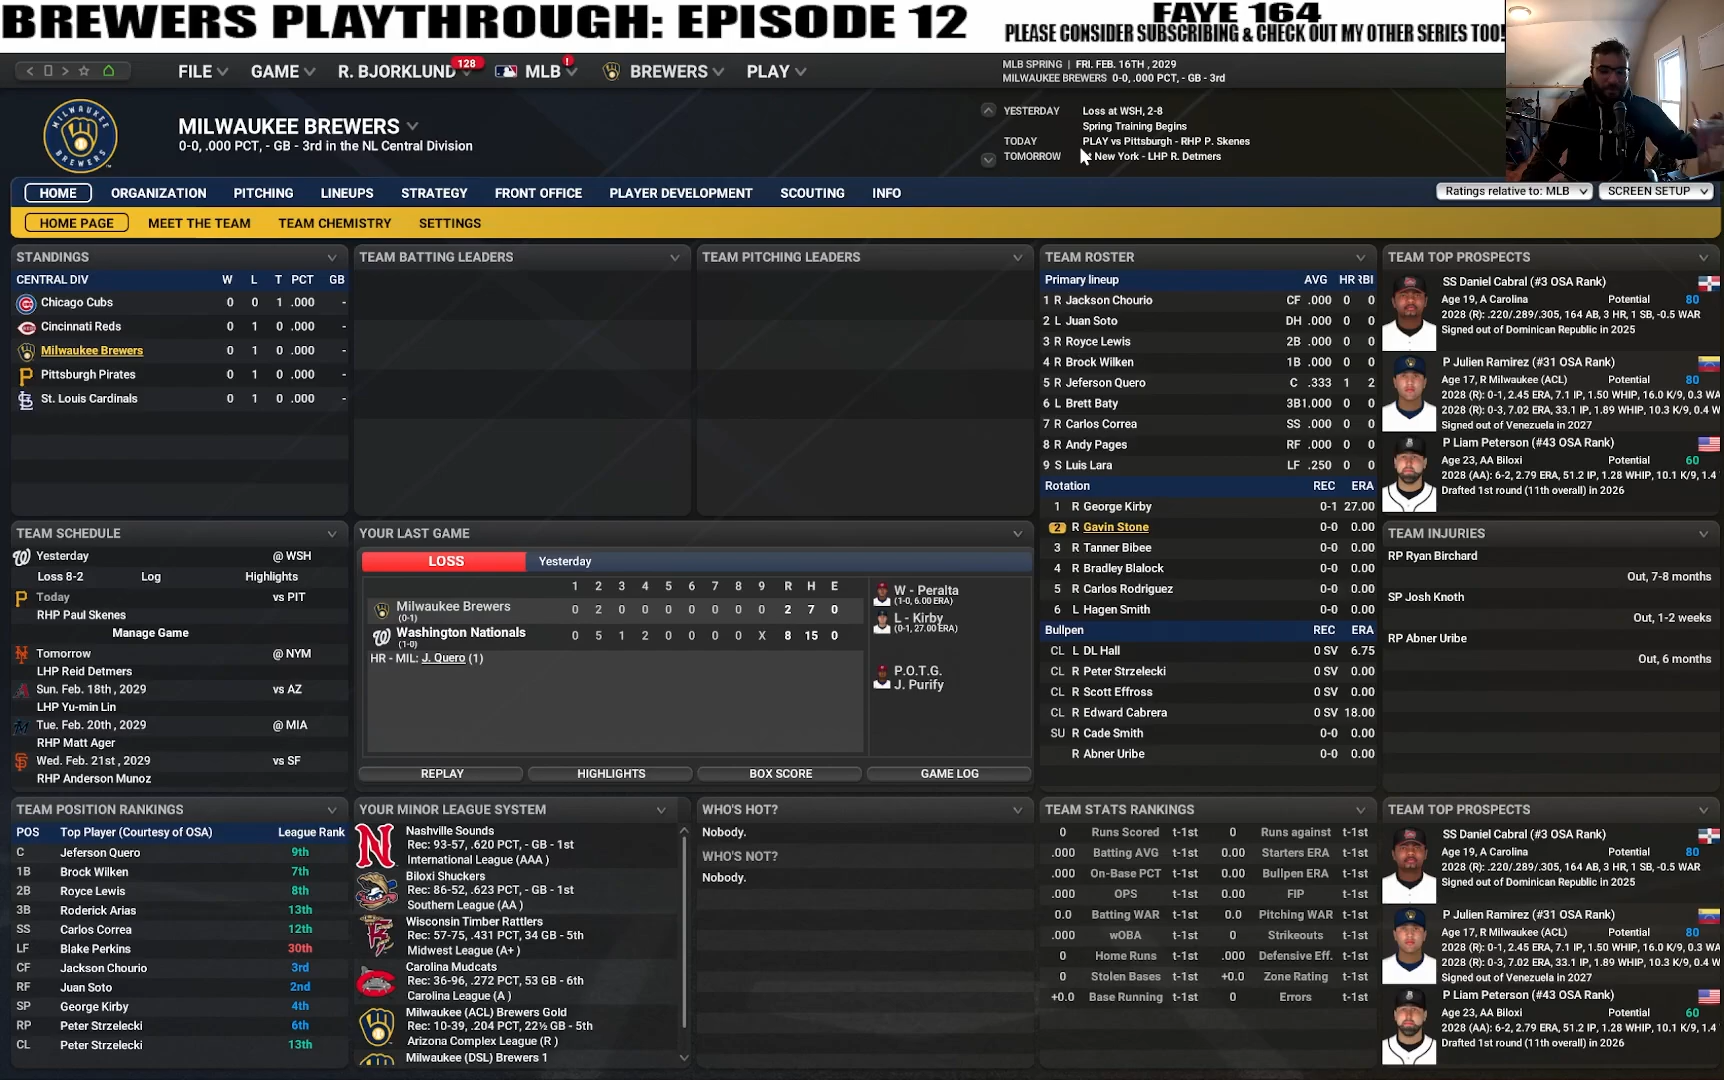 BREWERS PLAYTHROUGH: EPISODE 12
FAYE 164
PLEASE CONSIDER SUBSCRIBING & CHECK OUT MY OTHER SERIES TOO!
FILE GAME R. BJORKLUND 128 MLB ! BREWERS PLAY
MLB SPRING | FRI. FEB. 16TH , 2029
MILWAUKEE BREWERS 0-0, .000 PCT, - GB - 3rd
MILWAUKEE BREWERS
0-0, .000 PCT, - GB - 3rd in the NL Central Division
YESTERDAY Loss at WSH, 2-8
Spring Training Begins
TODAY PLAY vs Pittsburgh - RHP P. Skenes
TOMORROW New York - LHP R. Detmers
HOME ORGANIZATION PITCHING LINEUPS STRATEGY FRONT OFFICE PLAYER DEVELOPMENT SCOUTING INFO
Ratings relative to: MLB SCREEN SETUP
HOME PAGE MEET THE TEAM TEAM CHEMISTRY SETTINGS
STANDINGS
CENTRAL DIV W L T PCT GB
Chicago Cubs 0 0 1 .000 -
Cincinnati Reds 0 1 0 .000 -
Milwaukee Brewers 0 1 0 .000 -
Pittsburgh Pirates 0 1 0 .000 -
St. Louis Cardinals 0 1 0 .000 -
TEAM BATTING LEADERS
TEAM PITCHING LEADERS
TEAM ROSTER
Primary lineup AVG HR RBI
1 R Jackson Chourio CF .000 0 0
2 L Juan Soto DH .000 0 0
3 R Royce Lewis 2B .000 0 0
4 R Brock Wilken 1B .000 0 0
5 R Jeferson Quero C .333 1 2
6 L Brett Baty 3B 1.000 0 0
7 R Carlos Correa SS .000 0 0
8 R Andy Pages RF .000 0 0
9 S Luis Lara LF .250 0 0
Rotation REC ERA
1 R George Kirby 0-1 27.00
2 R Gavin Stone 0-0 0.00
3 R Tanner Bibee 0-0 0.00
4 R Bradley Blalock 0-0 0.00
5 R Carlos Rodriguez 0-0 0.00
6 L Hagen Smith 0-0 0.00
Bullpen REC ERA
CL L DL Hall 0 SV 6.75
CL R Peter Strzelecki 0 SV 0.00
CL R Scott Effross 0 SV 0.00
CL R Edward Cabrera 0 SV 18.00
SU R Cade Smith 0-0 0.00
R Abner Uribe 0-0 0.00
TEAM TOP PROSPECTS
SS Daniel Cabral (#3 OSA Rank)
Age 19, A Carolina Potential 80
2028 (R): .220/.289/.305, 164 AB, 3 HR, 1 SB, -0.5 WAR
Signed out of Dominican Republic in 2025
P Julien Ramirez (#31 OSA Rank)
Age 17, R Milwaukee (ACL) Potential 80
2028 (R): 0-1, 2.45 ERA, 7.1 IP, 1.50 WHIP, 16.0 K/9, 0.3 WA
2028 (R): 0-3, 7.02 ERA, 33.1 IP, 1.89 WHIP, 10.3 K/9, 0.4 W
Signed out of Venezuela in 2027
P Liam Peterson (#43 OSA Rank)
Age 23, AA Biloxi Potential 60
2028 (AA): 6-2, 2.79 ERA, 51.2 IP, 1.28 WHIP, 10.1 K/9, 1.4
Drafted 1st round (11th overall) in 2026
TEAM SCHEDULE
Yesterday @ WSH
Loss 8-2 Log Highlights
Today vs PIT
RHP Paul Skenes
Manage Game
Tomorrow @ NYM
LHP Reid Detmers
Sun. Feb. 18th , 2029 vs AZ
LHP Yu-min Lin
Tue. Feb. 20th , 2029 @ MIA
RHP Matt Ager
Wed. Feb. 21st , 2029 vs SF
RHP Anderson Munoz
YOUR LAST GAME
LOSS Yesterday
1 2 3 4 5 6 7 8 9 R H E
Milwaukee Brewers 0 2 0 0 0 0 0 0 0 2 7 0
(0-1)
Washington Nationals 0 5 1 2 0 0 0 0 X 8 15 0
(1-0)
HR - MIL: J. Quero (1)
W - Peralta
(1-0, 6.00 ERA)
L - Kirby
(0-1, 27.00 ERA)
P.O.T.G.
J. Purify
REPLAY HIGHLIGHTS BOX SCORE GAME LOG
TEAM INJURIES
RP Ryan Birchard
Out, 7-8 months
SP Josh Knoth
Out, 1-2 weeks
RP Abner Uribe
Out, 6 months
TEAM POSITION RANKINGS
POS Top Player (Courtesy of OSA) League Rank
C Jeferson Quero 9th
1B Brock Wilken 7th
2B Royce Lewis 8th
3B Roderick Arias 13th
SS Carlos Correa 12th
LF Blake Perkins 30th
CF Jackson Chourio 3rd
RF Juan Soto 2nd
SP George Kirby 4th
RP Peter Strzelecki 6th
CL Peter Strzelecki 13th
YOUR MINOR LEAGUE SYSTEM
Nashville Sounds
Rec: 93-57, .620 PCT, - GB - 1st
International League (AAA )
Biloxi Shuckers
Rec: 86-52, .623 PCT, - GB - 1st
Southern League (AA )
Wisconsin Timber Rattlers
Rec: 57-75, .431 PCT, 34 GB - 5th
Midwest League (A+ )
Carolina Mudcats
Rec: 36-96, .272 PCT, 53 GB - 6th
Carolina League (A )
Milwaukee (ACL) Brewers Gold
Rec: 10-39, .204 PCT, 22½ GB - 5th
Arizona Complex League (R )
Milwaukee (DSL) Brewers 1
WHO'S HOT?
Nobody.
WHO'S NOT?
Nobody.
TEAM STATS RANKINGS
0 Runs Scored t-1st 0 Runs against t-1st
.000 Batting AVG t-1st 0.00 Starters ERA t-1st
.000 On-Base PCT t-1st 0.00 Bullpen ERA t-1st
.000 OPS t-1st 0.00 FIP t-1st
0.0 Batting WAR t-1st 0.0 Pitching WAR t-1st
.000 wOBA t-1st 0 Strikeouts t-1st
0 Home Runs t-1st .000 Defensive Eff. t-1st
0 Stolen Bases t-1st +0.0 Zone Rating t-1st
+0.0 Base Running t-1st 0 Errors t-1st
TEAM TOP PROSPECTS
SS Daniel Cabral (#3 OSA Rank)
Age 19, A Carolina Potential 80
2028 (R): .220/.289/.305, 164 AB, 3 HR, 1 SB, -0.5 WAR
Signed out of Dominican Republic in 2025
P Julien Ramirez (#31 OSA Rank)
Age 17, R Milwaukee (ACL) Potential 80
2028 (R): 0-1, 2.45 ERA, 7.1 IP, 1.50 WHIP, 16.0 K/9, 0.3 WA
2028 (R): 0-3, 7.02 ERA, 33.1 IP, 1.89 WHIP, 10.3 K/9, 0.4 W
Signed out of Venezuela in 2027
P Liam Peterson (#43 OSA Rank)
Age 23, AA Biloxi Potential 60
2028 (AA): 6-2, 2.79 ERA, 51.2 IP, 1.28 WHIP, 10.1 K/9, 1.4
Drafted 1st round (11th overall) in 2026